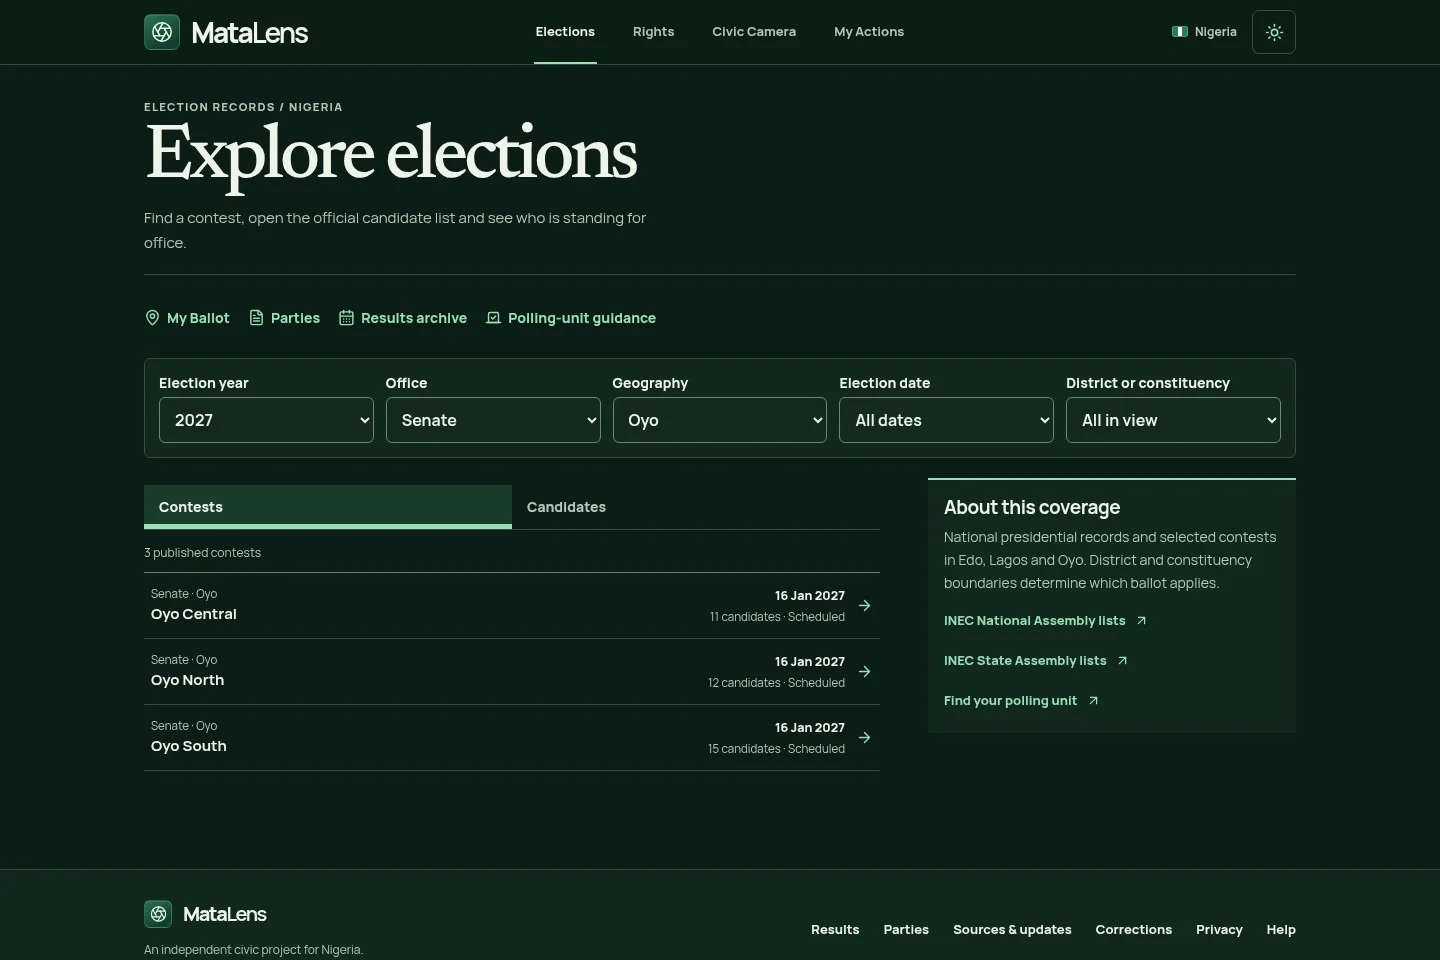 MataLens
Elections
Rights
Civic Camera
My Actions
Nigeria
ELECTION RECORDS / NIGERIA
Explore elections
Find a contest, open the official candidate list and see who is standing for
office.
My Ballot
Parties
Results archive
Polling-unit guidance
Election year
Office
Geography
Election date
District or constituency
2027
Senate
Oyo
All dates
All in view
Contests
Candidates
3 published contests
Senate · Oyo
Oyo Central
16 Jan 2027
11 candidates · Scheduled
Senate · Oyo
Oyo North
16 Jan 2027
12 candidates · Scheduled
Senate · Oyo
Oyo South
16 Jan 2027
15 candidates · Scheduled
About this coverage
National presidential records and selected contests
in Edo, Lagos and Oyo. District and constituency
boundaries determine which ballot applies.
INEC National Assembly lists
INEC State Assembly lists
Find your polling unit
MataLens
An independent civic project for Nigeria.
Results
Parties
Sources & updates
Corrections
Privacy
Help